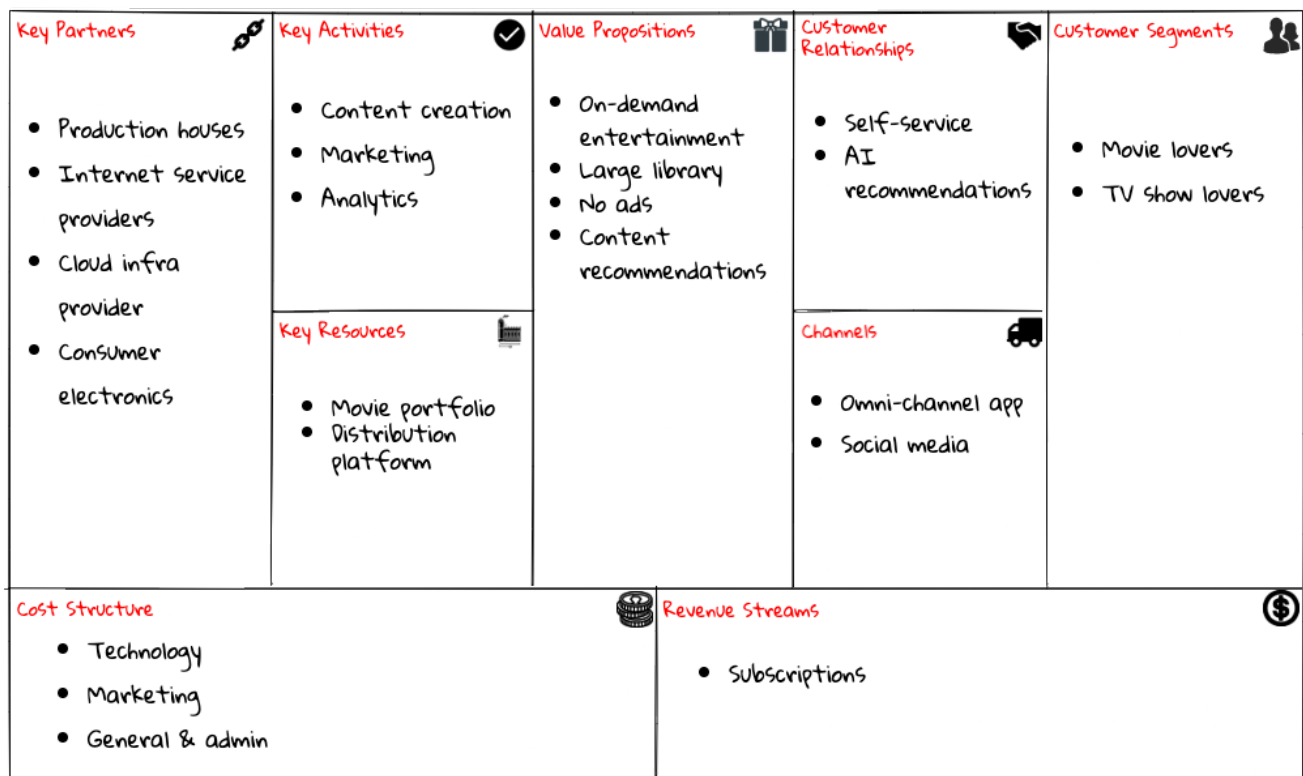 Key Partners
• Production houses
• Internet service
providers
• Cloud infra
provider
• Consumer
electronics
Key Activities
• Content creation
• Marketing
• Analytics
Key Resources
• Movie portfolio
• Distribution
platform
Value Propositions
• On-demand
entertainment
• Large library
• No ads
• Content
recommendations
Customer
Relationships
• Self-service
• AI
recommendations
Channels
• Omni-channel app
• Social media
Customer Segments
• Movie lovers
• TV show lovers
Cost Structure
• Technology
• Marketing
• General & admin
Revenue Streams
$
• Subscriptions